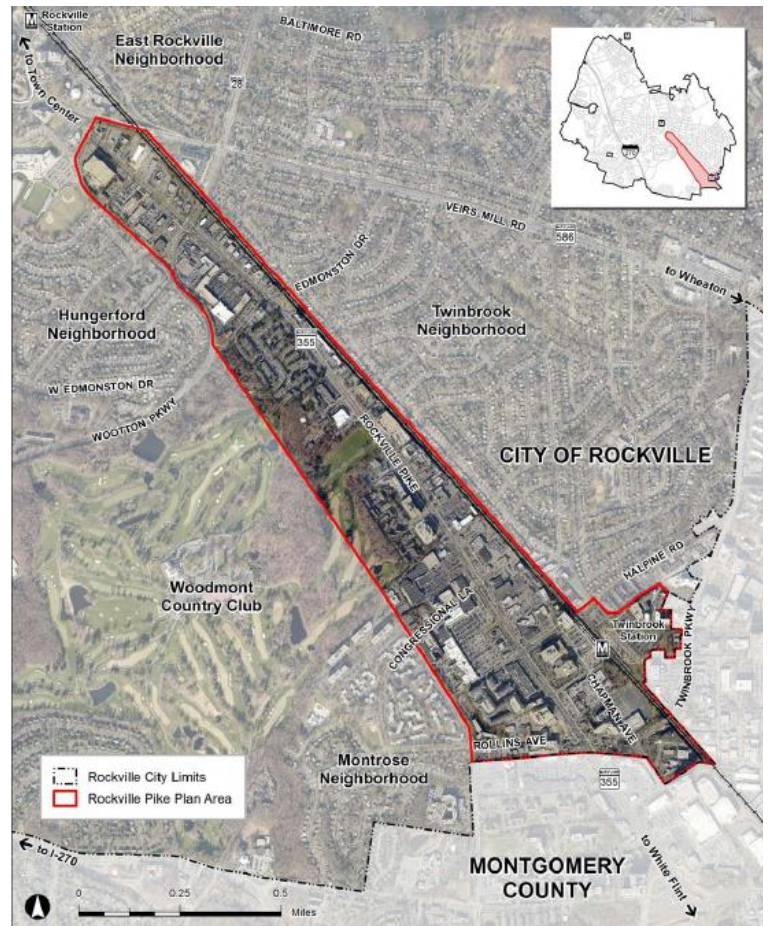 M
Rockville
Station
to Town Center
East Rockville
Neighborhood
BALTIMORE RD
28
VEIRS MILL RD
586
to Wheaton
EDMONSTON DR
Hungerford
Neighborhood
355
Twinbrook
Neighborhood
W EDMONSTON DR
WOOTTON PKWY
ROCKVILLE PIKE
CITY OF ROCKVILLE
HALPINE RD
Woodmont
Country Club
CONGRESSIONAL LA
Twinbrook
Station
M
TWINBROOK PKWY
CHAPMAN AVE
ROLLINS AVE
Montrose
Neighborhood
355
Rockville City Limits
Rockville Pike Plan Area
to I-270
MONTGOMERY
COUNTY
to White Flint
0 0.25 0.5
Miles